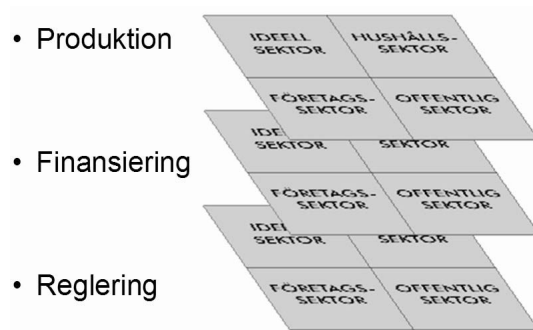 • Produktion
IDEELL SEKTOR
HUSHÅLLS-
SEKTOR
FÖRETAGS-
SEKTOR
OFFENTLIG
SEKTOR
• Finansiering
SEKTOR
SEKTOR
FÖRETAGS-
SEKTOR
OFFENTLIG
SEKTOR
• Reglering
SEKTOR
SEKTOR
FÖRETAGS-
SEKTOR
OFFENTLIG
SEKTOR